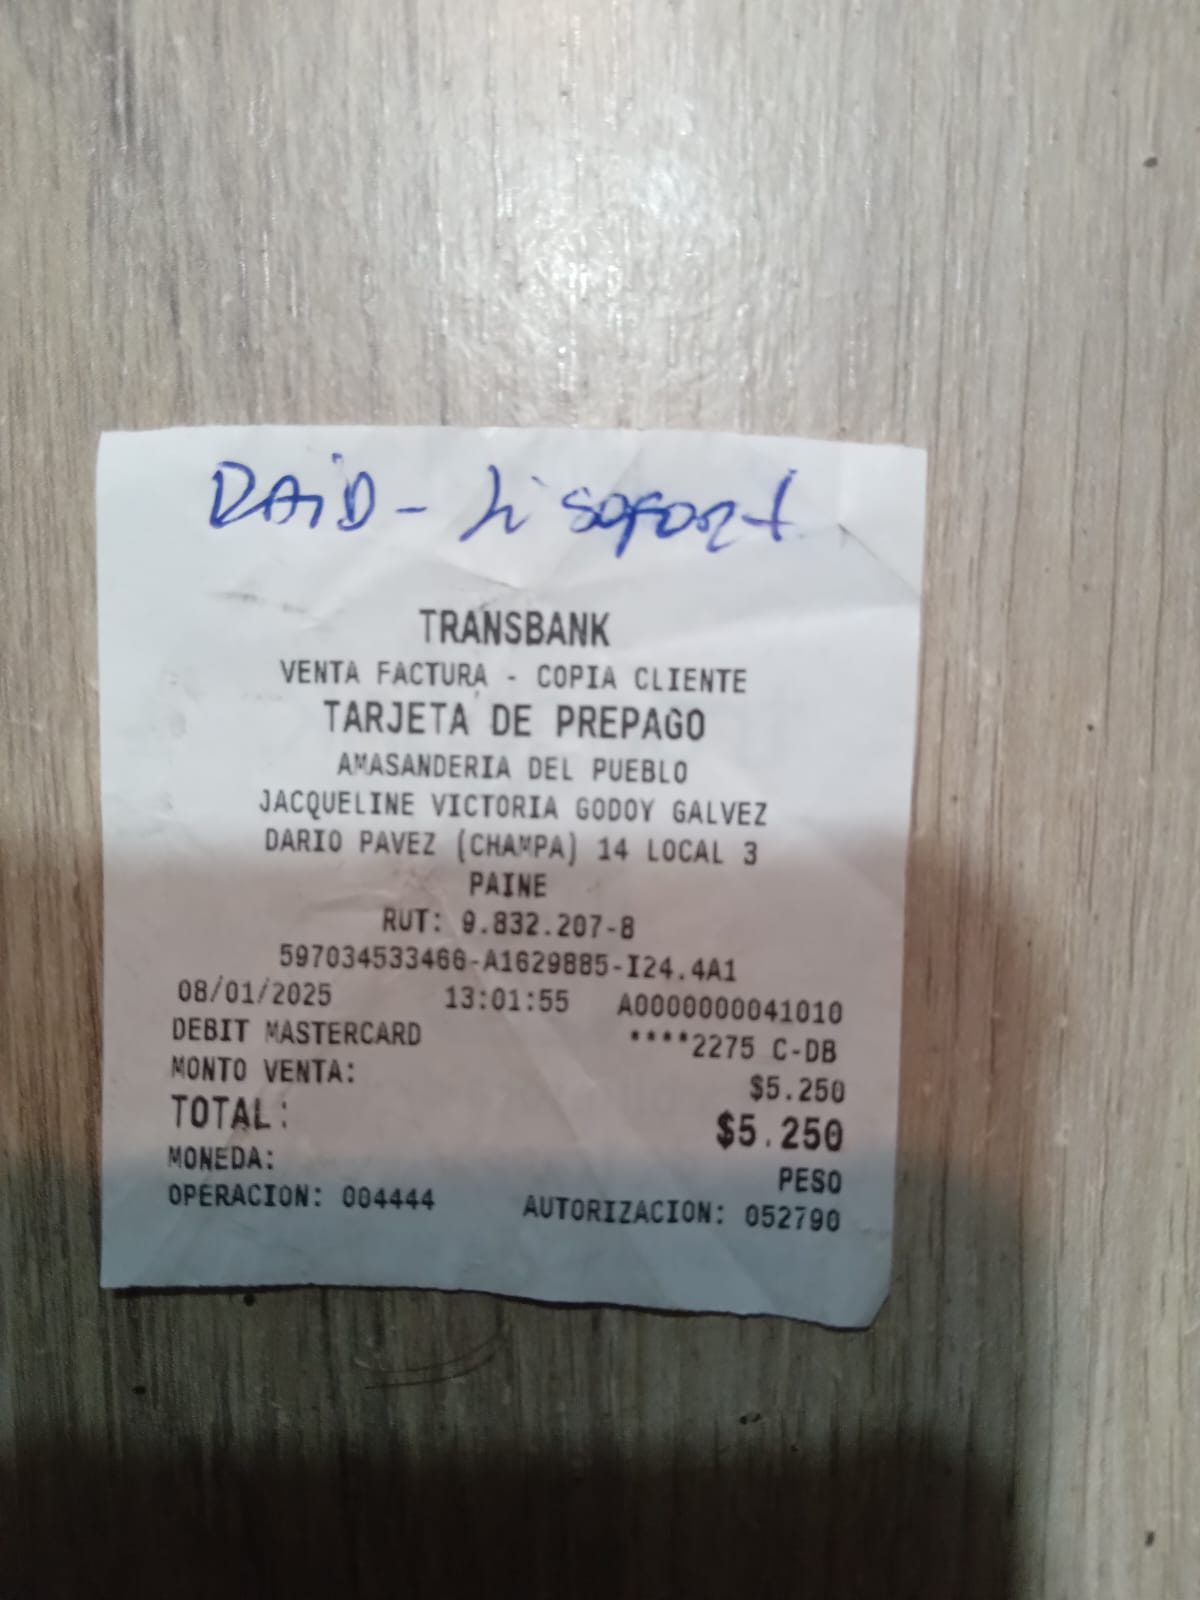 RAID - Lisofort
TRANSBANK
VENTA FACTURA - COPIA CLIENTE
TARJETA DE PREPAGO
AMASANDERIA DEL PUEBLO
JACQUELINE VICTORIA GODOY GALVEZ
DARIO PAVEZ (CHAMPA) 14 LOCAL 3
PAINE
RUT: 9.832.207-8
597034533466-A1629885-I24.4A1
08/01/2025 13:01:55 A0000000041010
DEBIT MASTERCARD ****2275 C-DB
MONTO VENTA: $5.250
TOTAL: $5.250
MONEDA: PESO
OPERACION: 004444 AUTORIZACION: 052790